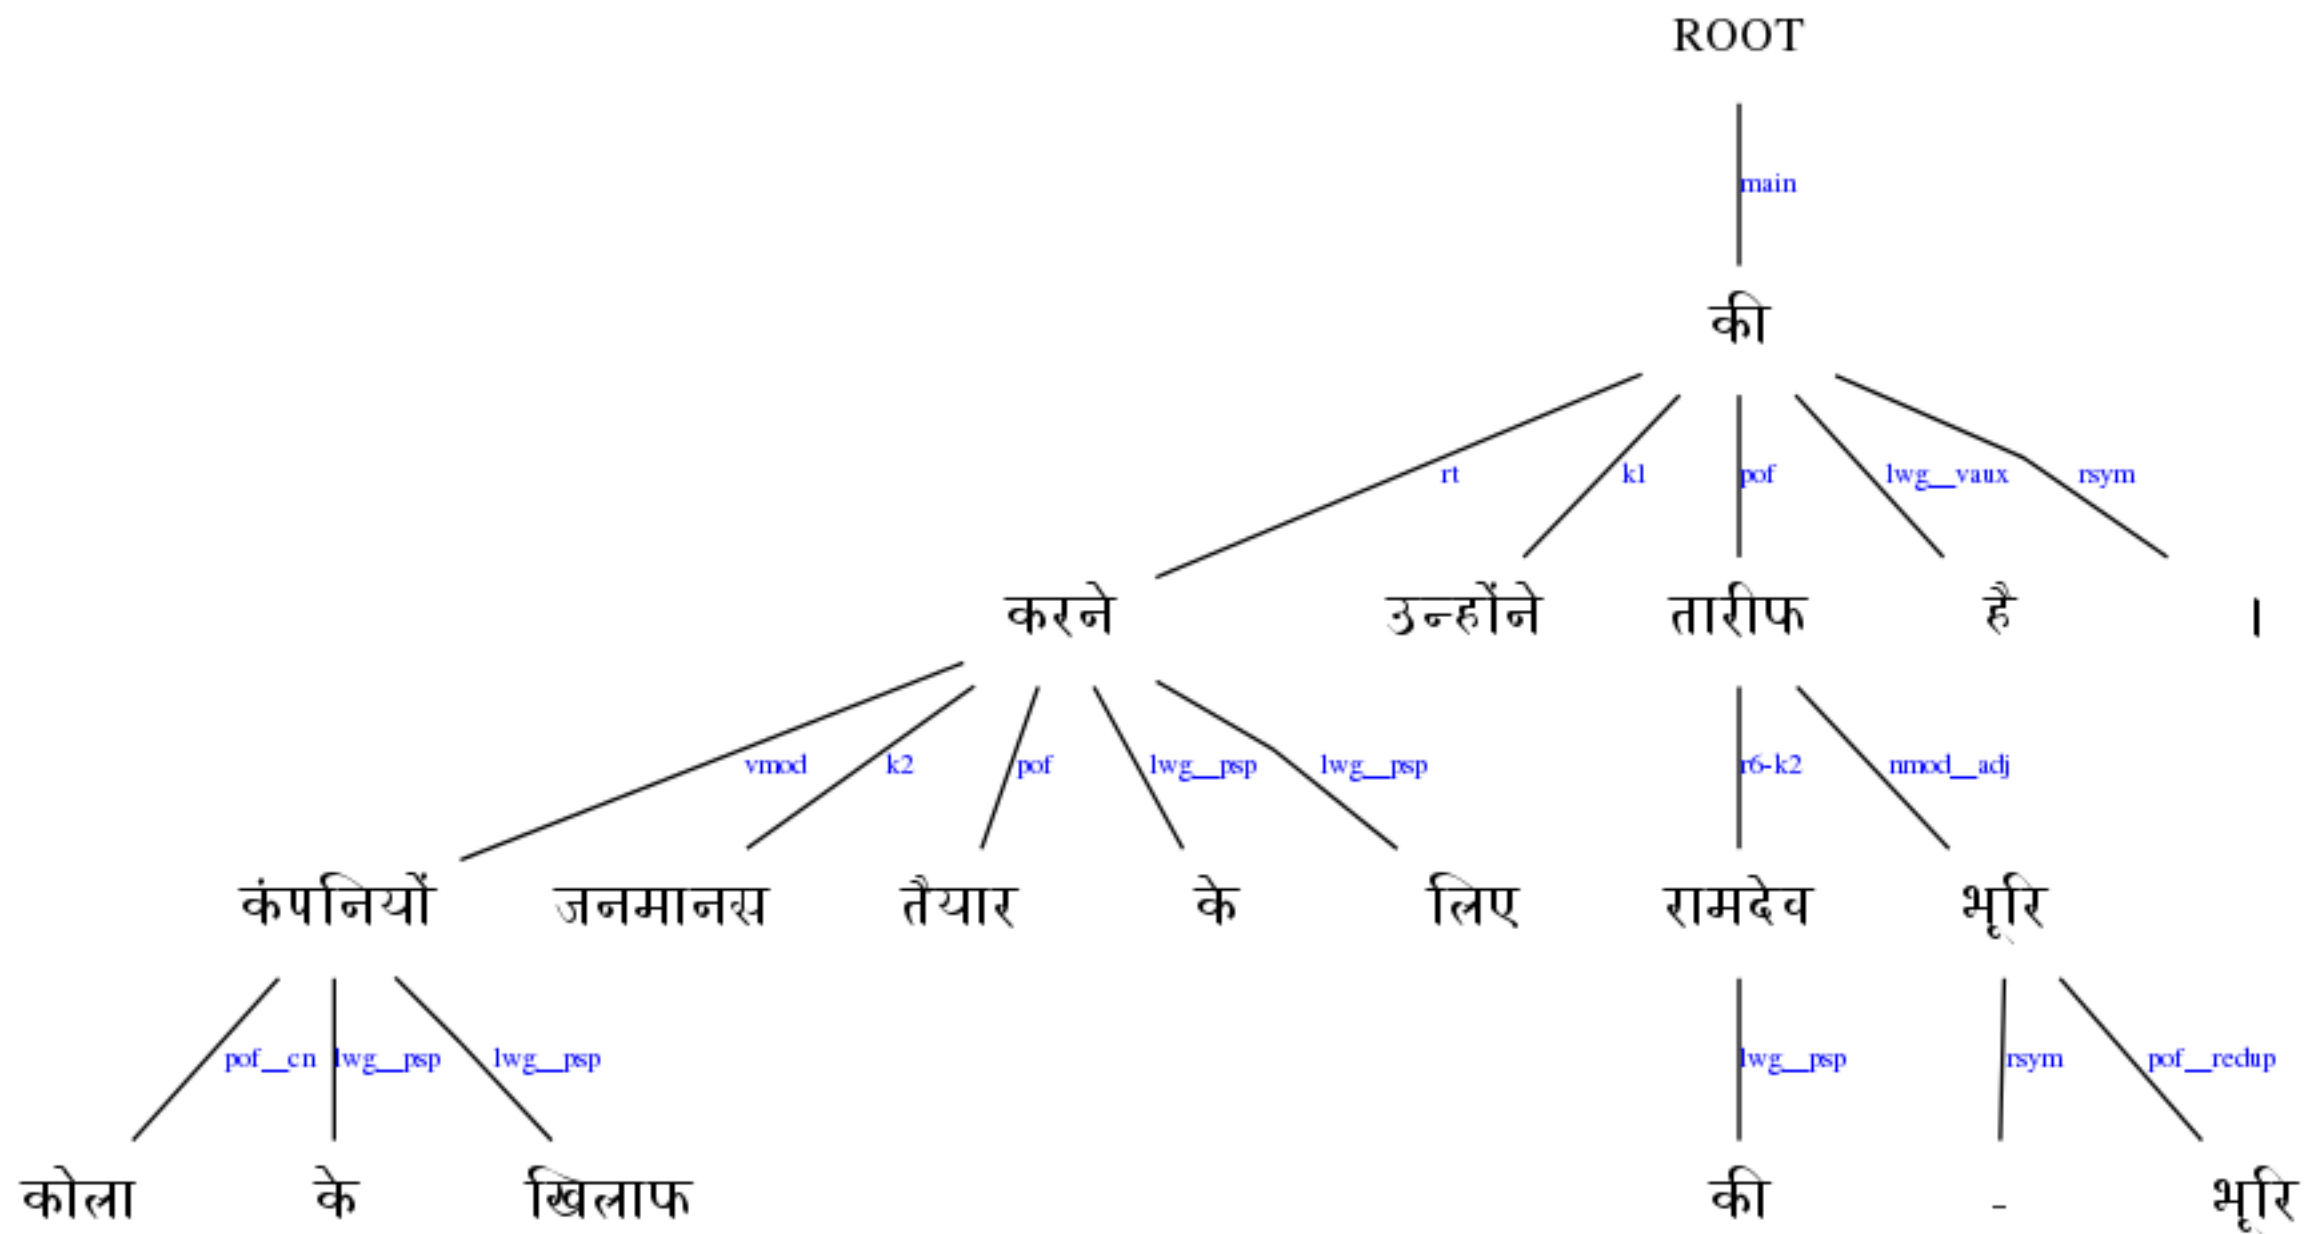 ROOT
main
की
rt k1 pof lwg__vaux rsym
करने उन्होंने तारीफ है ।
vmod k2 pof lwg__psp lwg__psp r6-k2 nmod__adj
कंपनियों जनमानस तैयार के लिए रामदेव भूरि
pof__cn lwg__psp lwg__psp lwg__psp rsym pof__redup
कोला के खिलाफ की - भूरि